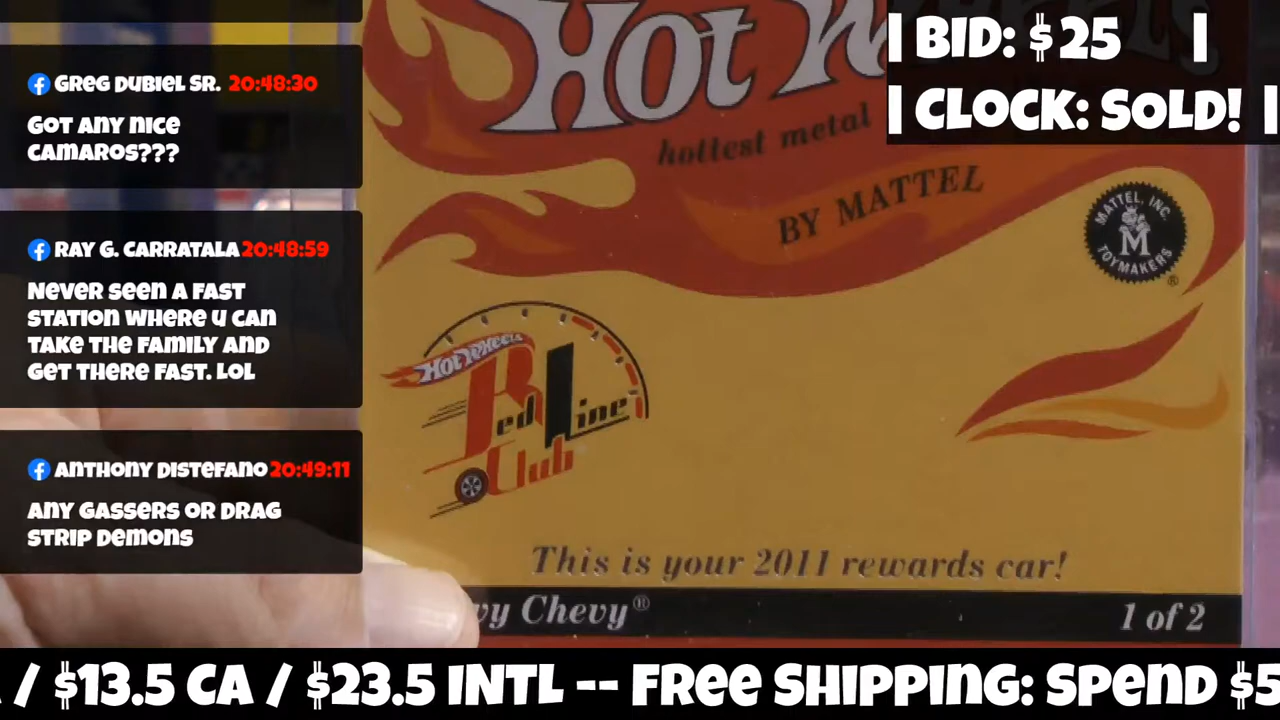 | BID: $25 |
| CLOCK: SOLD! |
GREG DUBIEL SR. 20:48:30
GOT ANY NICE
CAMAROS???
RAY G. CARRATALA 20:48:59
NEVER SEEN A FAST
STATION WHERE U CAN
TAKE THE FAMILY AND
GET THERE FAST. LOL
ANTHONY DISTEFANO 20:49:11
ANY GASSERS OR DRAG
STRIP DEMONS
Hot Wheels
hottest metal
BY MATTEL
MATTEL, INC.
M
TOYMAKERS
®
HOT WHEELS
Red Line
Club
This is your 2011 rewards car!
vy Chevy® 1 of 2
/ $13.5 CA / $23.5 INTL -- FREE SHIPPING: SPEND $5